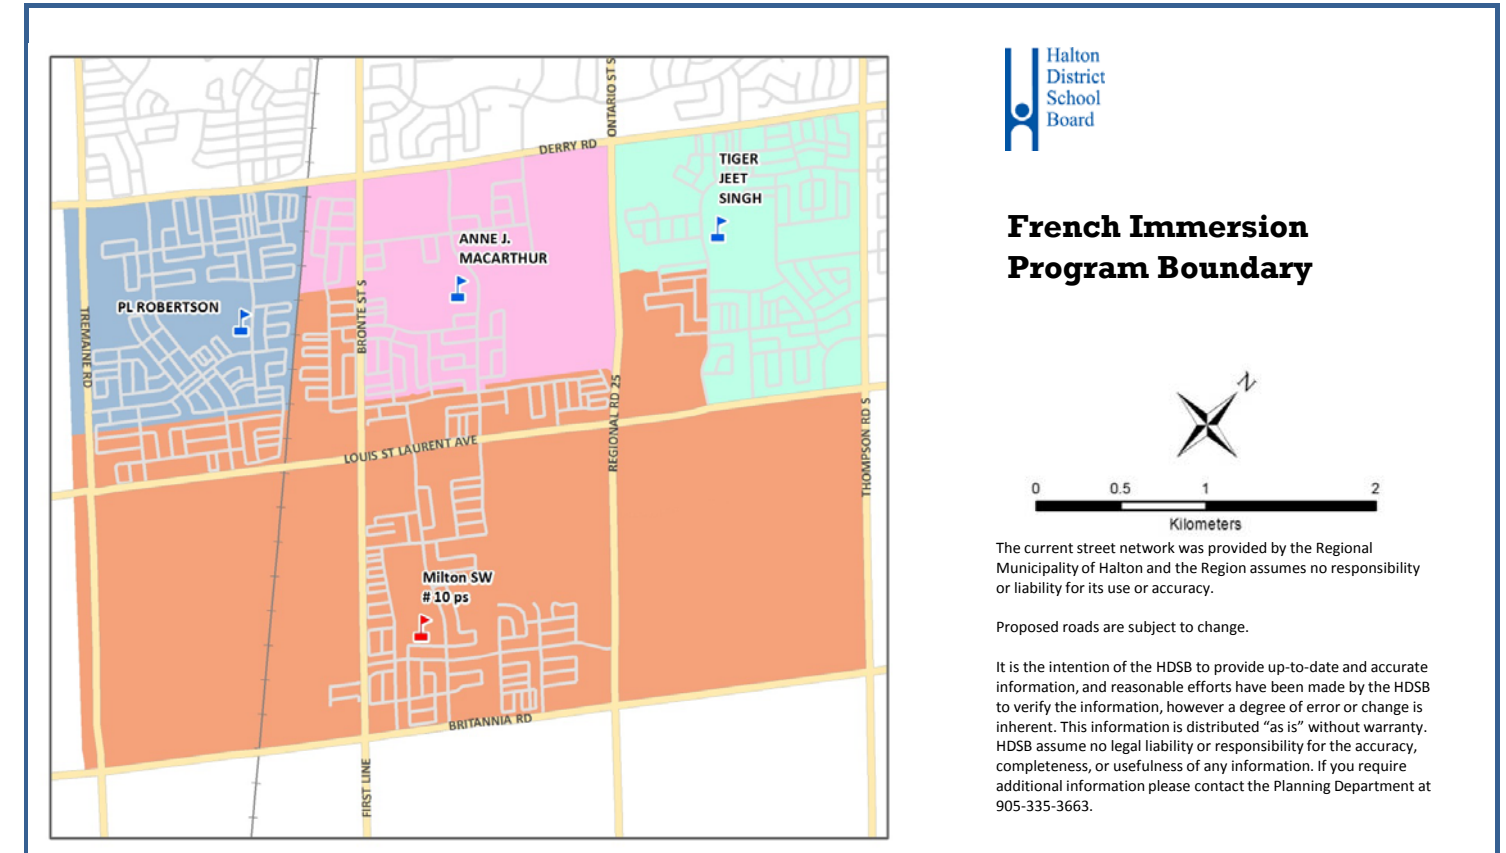 ONTARIO ST S
DERRY RD
TIGER
JEET
SINGH
ANNE J.
MACARTHUR
PL ROBERTSON
TREMAINE RD
BRONTE ST S
REGIONAL RD 25
THOMPSON RD S
LOUIS ST LAURENT AVE
Milton SW
# 10 ps
BRITANNIA RD
FIRST LINE
Halton
District
School
Board
French Immersion
Program Boundary
N
0 0.5 1 2
Kilometers
The current street network was provided by the Regional
Municipality of Halton and the Region assumes no responsibility
or liability for its use or accuracy.
Proposed roads are subject to change.
It is the intention of the HDSB to provide up-to-date and accurate
information, and reasonable efforts have been made by the HDSB
to verify the information, however a degree of error or change is
inherent. This information is distributed “as is” without warranty.
HDSB assume no legal liability or responsibility for the accuracy,
completeness, or usefulness of any information. If you require
additional information please contact the Planning Department at
905-335-3663.